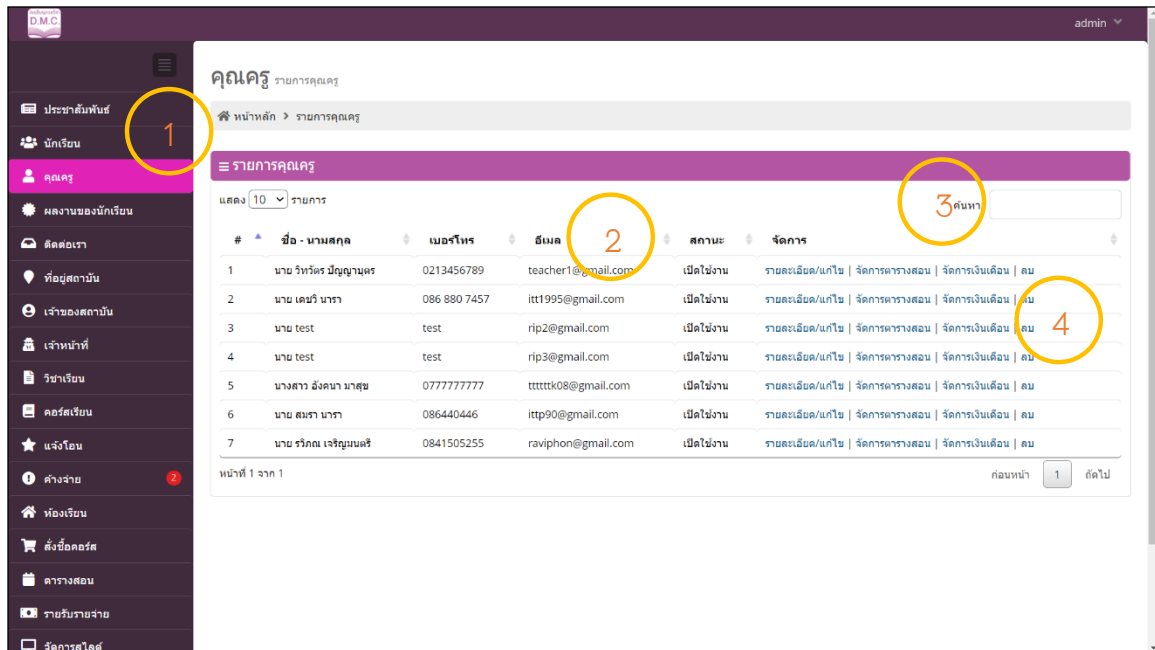 D.M.C.
admin
คุณครู รายการคุณครู
หน้าหลัก > รายการคุณครู
ประชาสัมพันธ์
นักเรียน
คุณครู
ผลงานของนักเรียน
ติดต่อเรา
ที่อยู่สถาบัน
เจ้าของสถาบัน
เจ้าหน้าที่
วิชาเรียน
คอร์สเรียน
แจ้งโอน
ค้างจ่าย 2
ห้องเรียน
สั่งซื้อคอร์ส
ตารางสอน
รายรับรายจ่าย
จัดการสไลด์
1
รายการคุณครู
แสดง 10 รายการ
3 ค้นหา
# ชื่อ - นามสกุล เบอร์โทร อีเมล 2 สถานะ จัดการ
1 นาย วิทวัตร ปัญญาบุตร 0213456789 teacher1@gmail.com เปิดใช้งาน รายละเอียด/แก้ไข | จัดการตารางสอน | จัดการเงินเดือน | ลบ
2 นาย เดชวิ นารา 086 880 7457 itt1995@gmail.com เปิดใช้งาน รายละเอียด/แก้ไข | จัดการตารางสอน | จัดการเงินเดือน | ลบ
3 นาย test test rip2@gmail.com เปิดใช้งาน รายละเอียด/แก้ไข | จัดการตารางสอน | จัดการเงินเดือน | ลบ 4
4 นาย test test rip3@gmail.com เปิดใช้งาน รายละเอียด/แก้ไข | จัดการตารางสอน | จัดการเงินเดือน | ลบ
5 นางสาว อังคนา มาสุข 0777777777 ttttttk08@gmail.com เปิดใช้งาน รายละเอียด/แก้ไข | จัดการตารางสอน | จัดการเงินเดือน | ลบ
6 นาย สมรา นารา 086440446 ittp90@gmail.com เปิดใช้งาน รายละเอียด/แก้ไข | จัดการตารางสอน | จัดการเงินเดือน | ลบ
7 นาย รวิภณ เจริญมนตรี 0841505255 raviphon@gmail.com เปิดใช้งาน รายละเอียด/แก้ไข | จัดการตารางสอน | จัดการเงินเดือน | ลบ
หน้าที่ 1 จาก 1
ก่อนหน้า 1 ถัดไป